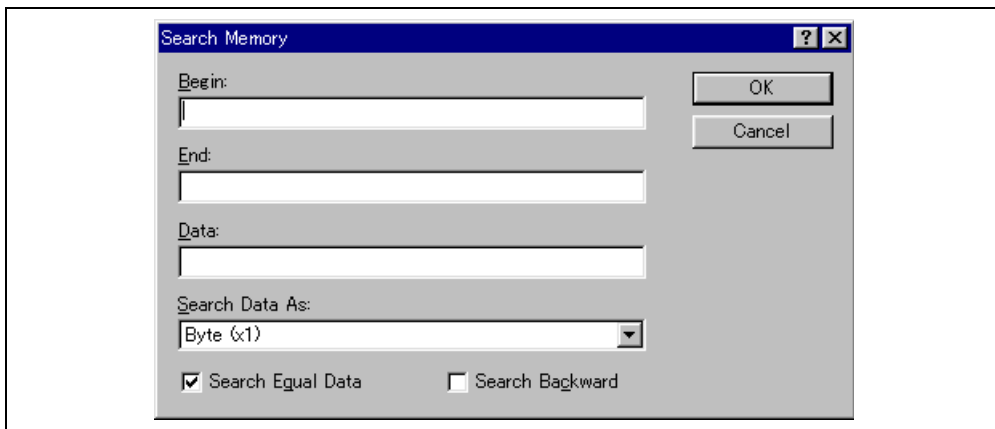 Search Memory
Begin:
OK
Cancel
End:
Data:
Search Data As:
Byte (x1)
Search Equal Data
Search Backward